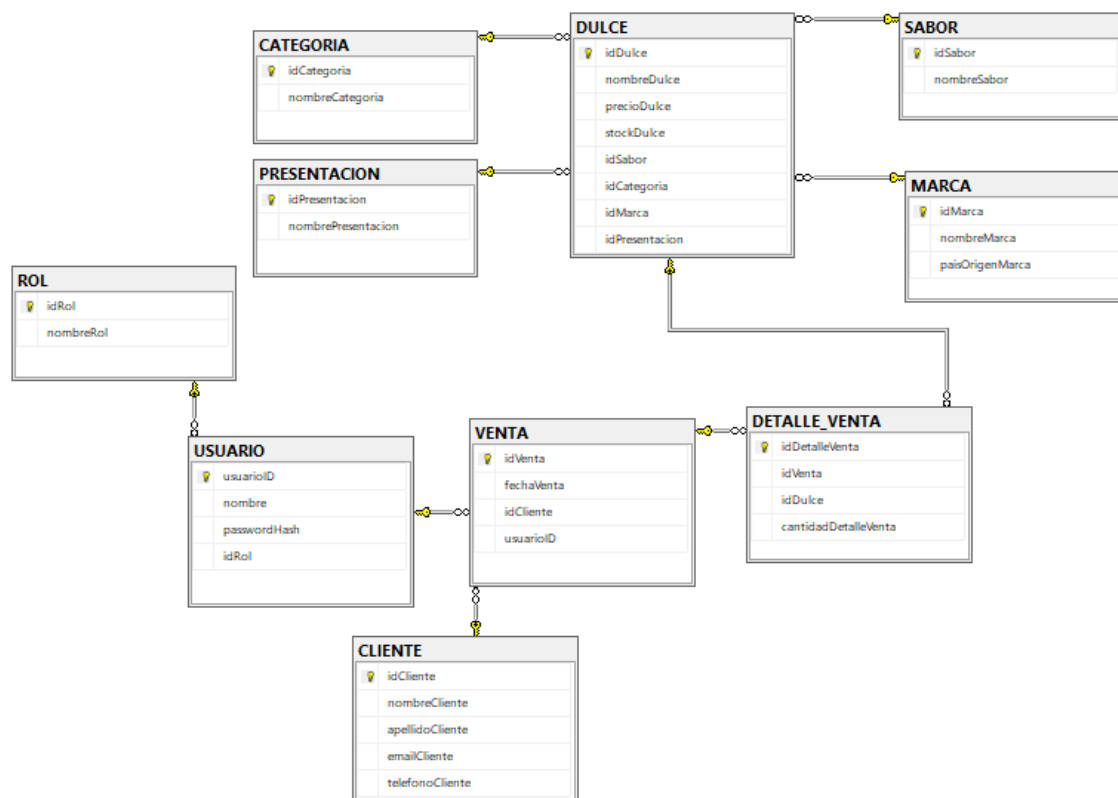 CATEGORIA
idCategoria
nombreCategoria
DULCE
idDulce
nombreDulce
precioDulce
stockDulce
idSabor
idCategoria
idMarca
idPresentacion
SABOR
idSabor
nombreSabor
PRESENTACION
idPresentacion
nombrePresentacion
MARCA
idMarca
nombreMarca
paisOrigenMarca
ROL
idRol
nombreRol
USUARIO
usuarioID
nombre
passwordHash
idRol
VENTA
idVenta
fechaVenta
idCliente
usuarioID
DETALLE_VENTA
idDetalleVenta
idVenta
idDulce
cantidadDetalleVenta
CLIENTE
idCliente
nombreCliente
apellidoCliente
emailCliente
telefonoCliente